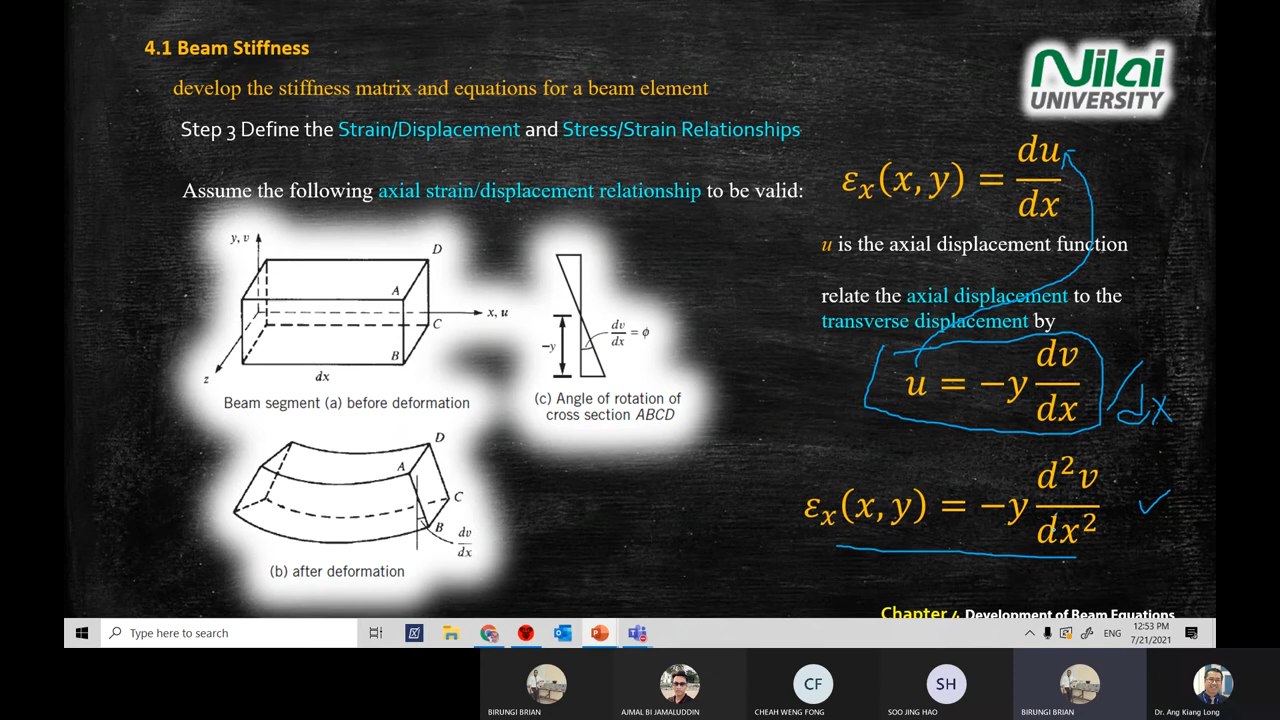 4.1 Beam Stiffness
develop the stiffness matrix and equations for a beam element
Step 3 Define the Strain/Displacement and Stress/Strain Relationships
Assume the following axial strain/displacement relationship to be valid:
y, v
D
A
x, u
C
B
z
dx
Beam segment (a) before deformation
−y
dv/dx = ϕ
(c) Angle of rotation of
cross section ABCD
D
A
C
B
dv/dx
(b) after deformation
Nilai
UNIVERSITY
εx(x, y) = du/dx
u is the axial displacement function
relate the axial displacement to the
transverse displacement by
u = −y dv/dx
/dx
εx(x, y) = −y d²v/dx²
Chapter 4 Development of Beam Equations
Type here to search
ENG
12:53 PM
7/21/2021
BIRUNGI BRIAN
AJMAL BI JAMALUDDIN
CF
CHEAH WENG FONG
SH
SOO JING HAO
BIRUNGI BRIAN
Dr. Ang Kiang Long